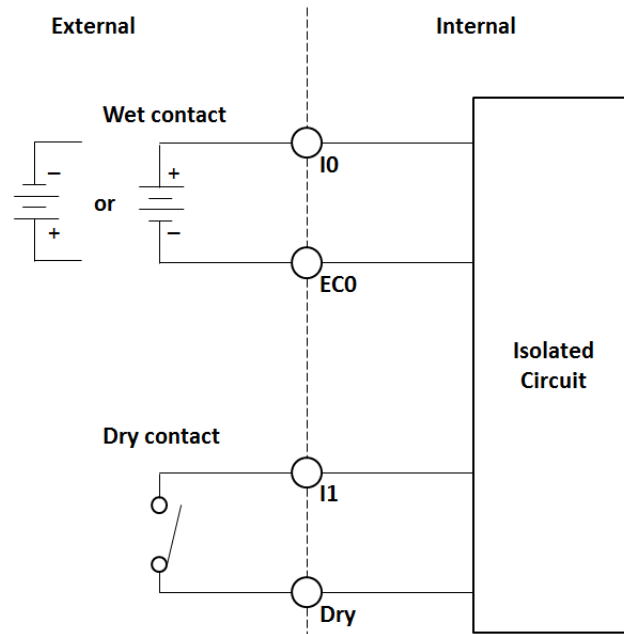 External
Internal
Wet contact
−
+
or
+
−
I0
EC0
Isolated
Circuit
Dry contact
I1
Dry